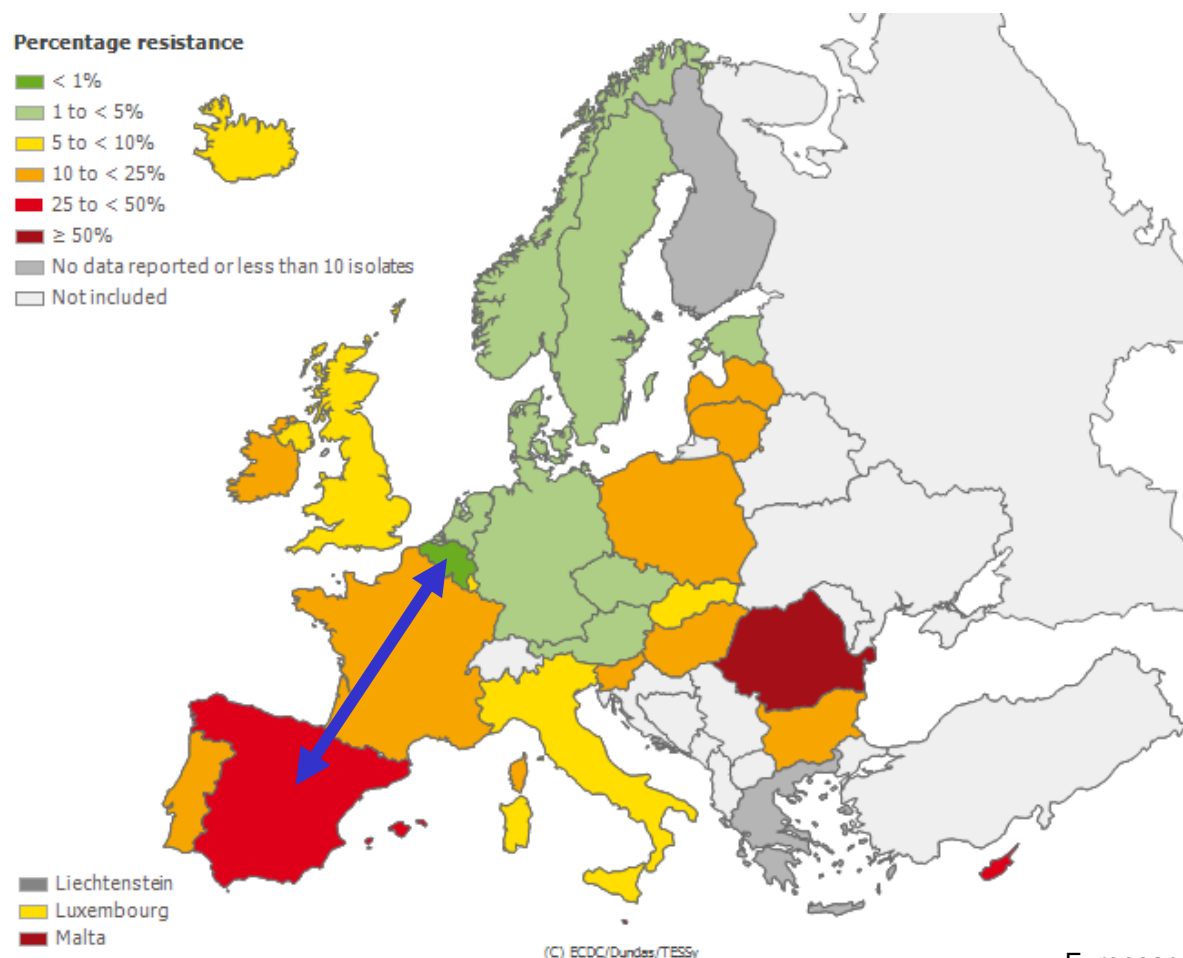 Percentage resistance
< 1%
1 to < 5%
5 to < 10%
10 to < 25%
25 to < 50%
≥ 50%
No data reported or less than 10 isolates
Not included
Liechtenstein
Luxembourg
Malta
(C) ECDC/Dundas/TESSy